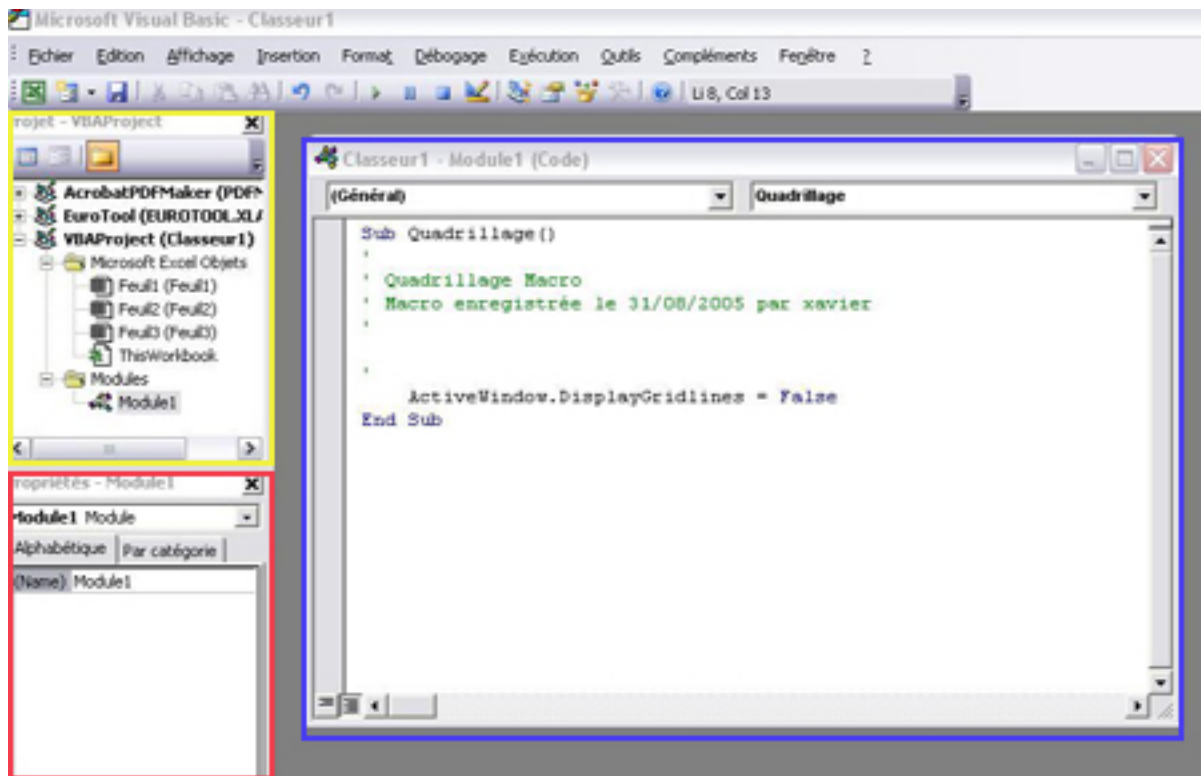 Microsoft Visual Basic - Classeur1
Fichier Edition Affichage Insertion Format Débogage Exécution Outils Compléments Fenêtre ?
Li 8, Col 13
rojet - VBAProject
AcrobatPDFMaker (PDFM
EuroTool (EUROTOOL.XLA
VBAProject (Classeur1)
Microsoft Excel Objets
Feuil1 (Feuil1)
Feuil2 (Feuil2)
Feuil3 (Feuil3)
ThisWorkbook
Modules
Module1
ropriétés - Module1
Module1 Module
Alphabétique Par catégorie
(Name) Module1
Classeur1 - Module1 (Code)
(Général) Quadrillage
Sub Quadrillage()
'
' Quadrillage Macro
' Macro enregistrée le 31/08/2005 par xavier
'
'
ActiveWindow.DisplayGridlines = False
End Sub